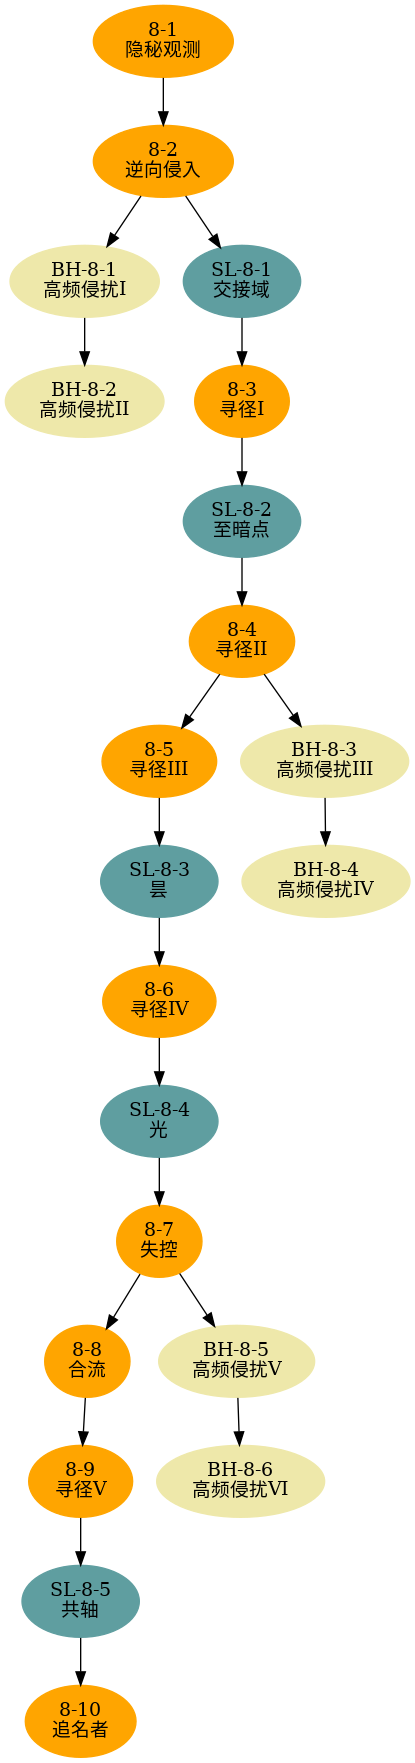 8-1
隐秘观测
8-2
逆向侵入
BH-8-1
高频侵扰I
SL-8-1
交接域
BH-8-2
高频侵扰II
8-3
寻径I
SL-8-2
至暗点
8-4
寻径II
8-5
寻径III
BH-8-3
高频侵扰III
SL-8-3
昙
BH-8-4
高频侵扰IV
8-6
寻径IV
SL-8-4
光
8-7
失控
8-8
合流
BH-8-5
高频侵扰V
8-9
寻径V
BH-8-6
高频侵扰VI
SL-8-5
共轴
8-10
追名者